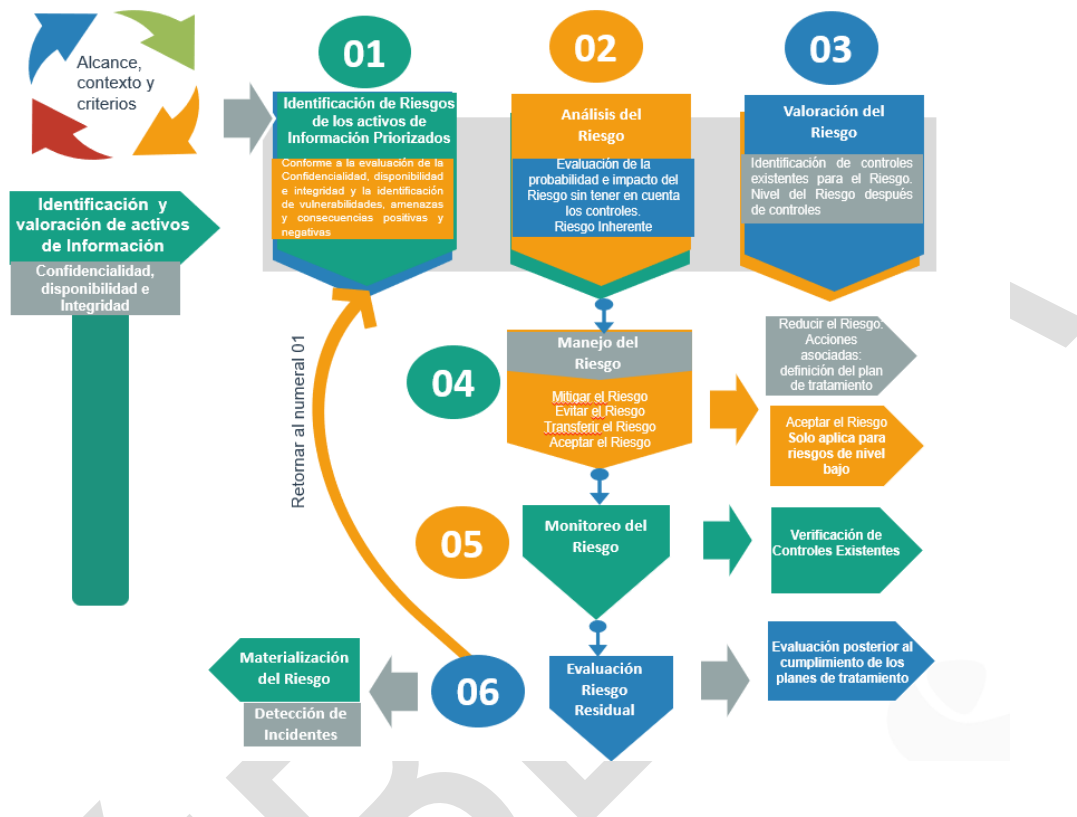 Alcance,
contexto y
criterios
Identificación y
valoración de activos
de Información
Confidencialidad,
disponibilidad e
Integridad
01
Identificación de Riesgos
de los activos de
Información Priorizados
Conforme a la evaluación de la
Confidencialidad, disponibilidad
e integridad y la identificación
de vulnerabilidades, amenazas
y consecuencias positivas y
negativas
02
Análisis del
Riesgo
Evaluación de la
probabilidad e impacto del
Riesgo sin tener en cuenta
los controles.
Riesgo Inherente
03
Valoración del
Riesgo
Identificación de controles
existentes para el Riesgo.
Nivel del Riesgo después
de controles
04
Manejo del
Riesgo
Mitigar el Riesgo
Evitar el Riesgo
Transferir el Riesgo
Aceptar el Riesgo
Reducir el Riesgo.
Acciones
asociadas:
definición del plan
de tratamiento
Aceptar el Riesgo
Solo aplica para
riesgos de nivel
bajo
Retornar al numeral 01
05
Monitoreo del
Riesgo
Verificación de
Controles Existentes
06
Evaluación
Riesgo
Residual
Evaluación posterior al
cumplimiento de los
planes de tratamiento
Materialización
del Riesgo
Detección de
Incidentes